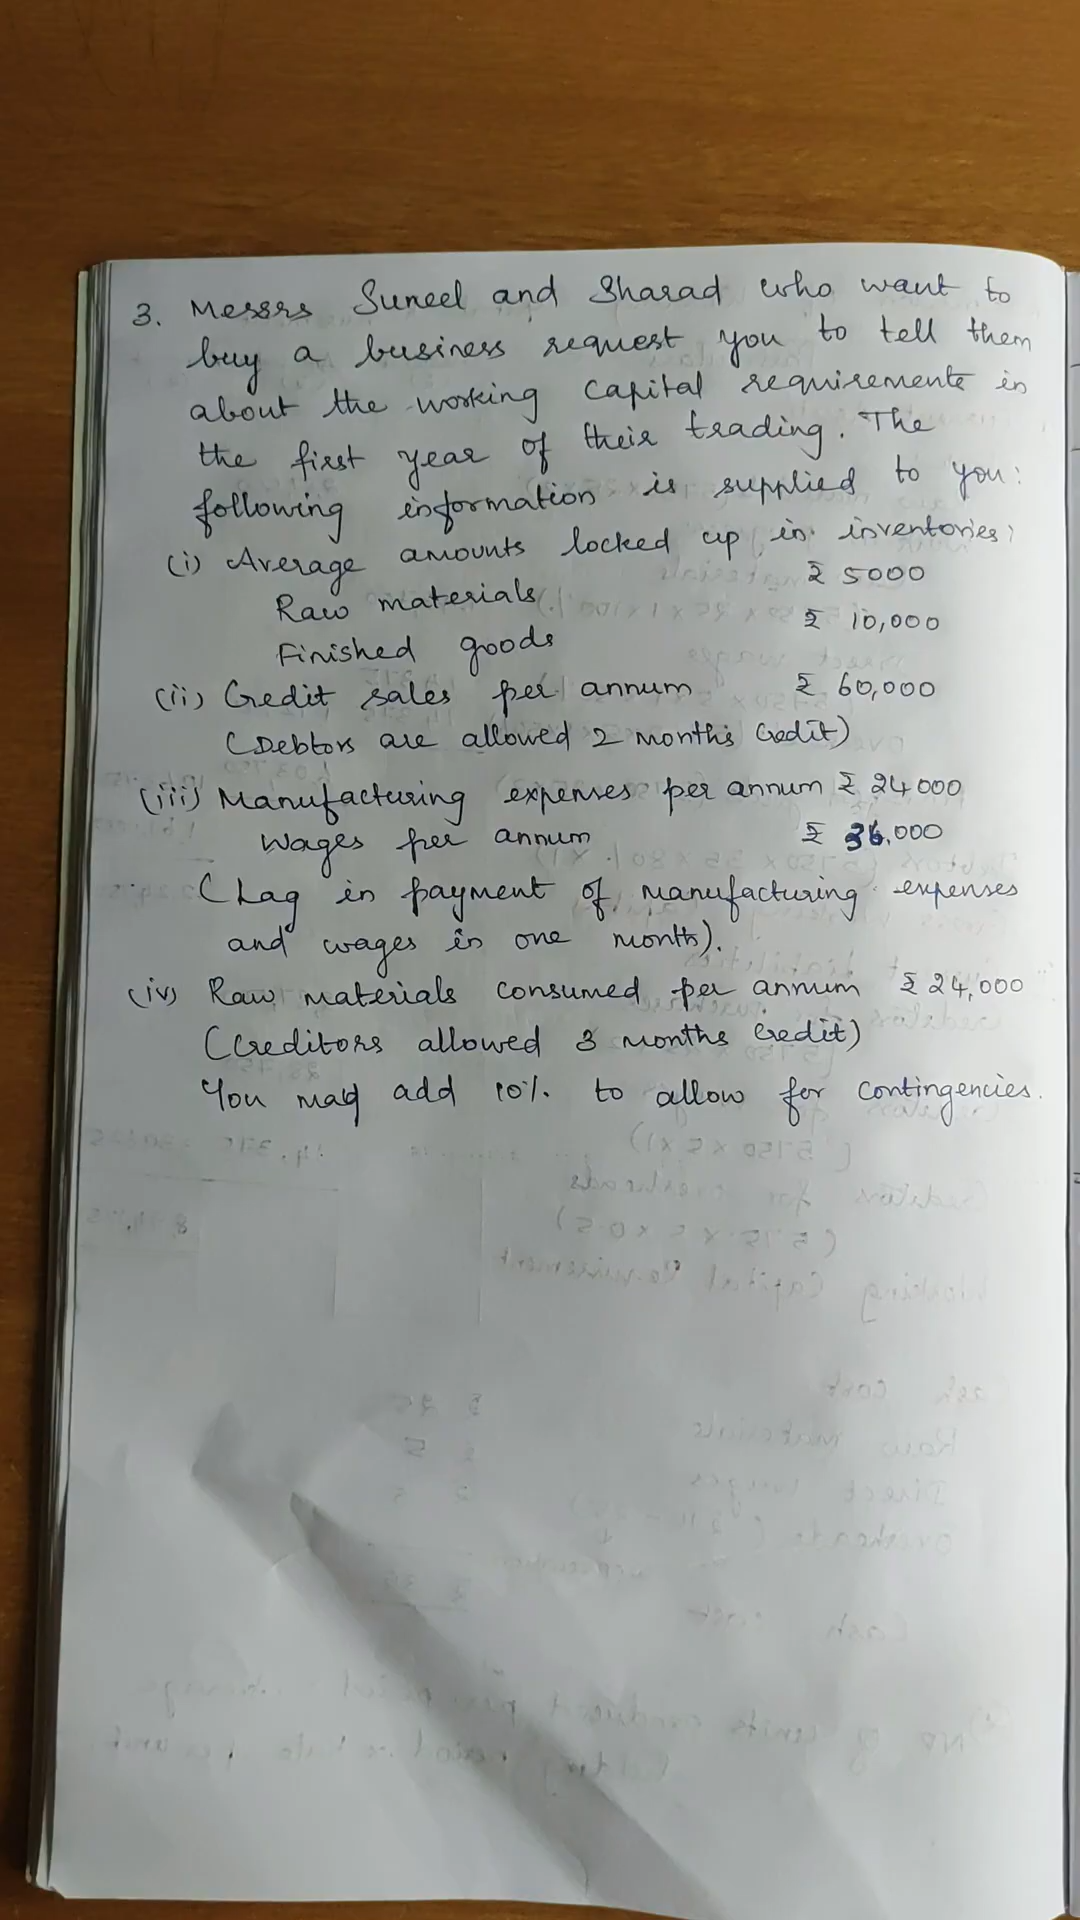 3. Messrs Suneel and Sharad who want to
buy a business request you to tell them
about the working capital requirements in
the first year of their trading. The
following information is supplied to you:
(i) Average amounts locked up in inventories:
Raw materials ₹ 5000
Finished goods ₹ 10,000
(ii) Credit sales per annum ₹ 60,000
(Debtors are allowed 2 months credit)
(iii) Manufacturing expenses per annum ₹ 24000
Wages per annum ₹ 36,000
(Lag in payment of manufacturing expenses
and wages is one month).
(iv) Raw materials consumed per annum ₹ 24,000
(Creditors allowed 3 months credit)
You may add 10% to allow for contingencies.